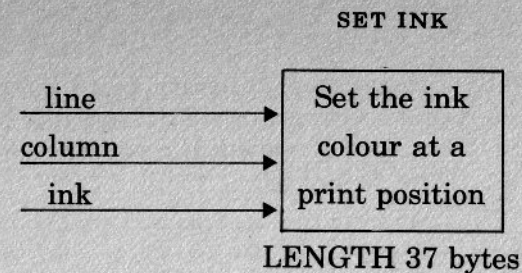 SET INK
line
column
ink
Set the ink
colour at a
print position
LENGTH 37 bytes